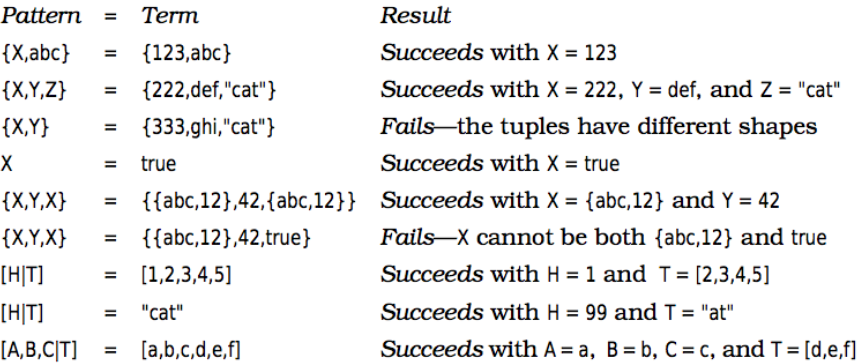 Pattern = Term Result
{X,abc} = {123,abc} Succeeds with X = 123
{X,Y,Z} = {222,def,"cat"} Succeeds with X = 222, Y = def, and Z = "cat"
{X,Y} = {333,ghi,"cat"} Fails—the tuples have different shapes
X = true Succeeds with X = true
{X,Y,X} = {{abc,12},42,{abc,12}} Succeeds with X = {abc,12} and Y = 42
{X,Y,X} = {{abc,12},42,true} Fails—X cannot be both {abc,12} and true
[H|T] = [1,2,3,4,5] Succeeds with H = 1 and T = [2,3,4,5]
[H|T] = "cat" Succeeds with H = 99 and T = "at"
[A,B,C|T] = [a,b,c,d,e,f] Succeeds with A = a, B = b, C = c, and T = [d,e,f]